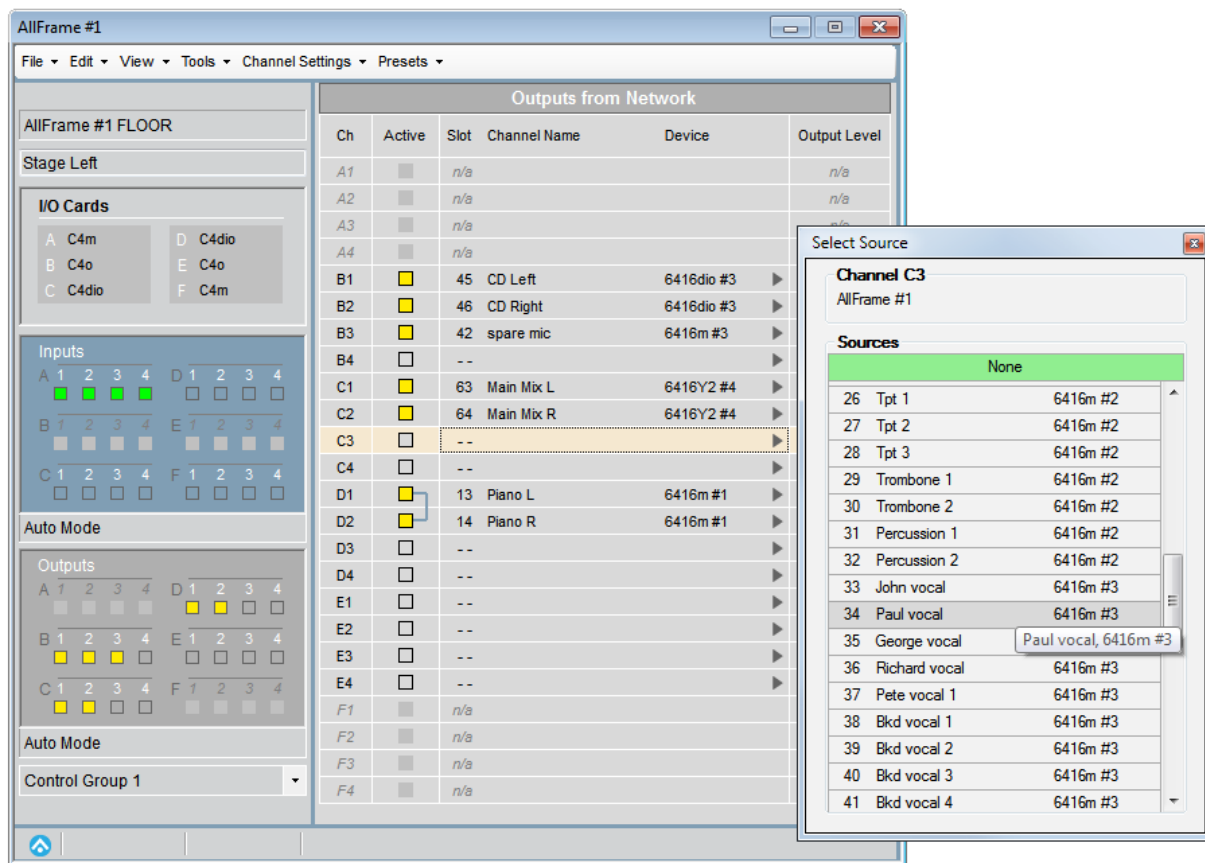 AllFrame #1
File Edit View Tools Channel Settings Presets
AllFrame #1 FLOOR
Stage Left
I/O Cards
A C4m D C4dio
B C4o E C4o
C C4dio F C4m
Inputs
A 1 2 3 4 D 1 2 3 4
B 1 2 3 4 E 1 2 3 4
C 1 2 3 4 F 1 2 3 4
Auto Mode
Outputs
A 1 2 3 4 D 1 2 3 4
B 1 2 3 4 E 1 2 3 4
C 1 2 3 4 F 1 2 3 4
Auto Mode
Control Group 1
Outputs from Network
Ch Active Slot Channel Name Device Output Level
A1 n/a n/a
A2 n/a n/a
A3 n/a n/a
A4 n/a
B1 45 CD Left 6416dio #3
B2 46 CD Right 6416dio #3
B3 42 spare mic 6416m #3
B4 --
C1 63 Main Mix L 6416Y2 #4
C2 64 Main Mix R 6416Y2 #4
C3 --
C4 --
D1 13 Piano L 6416m #1
D2 14 Piano R 6416m #1
D3 --
D4 --
E1 --
E2 --
E3 --
E4 --
F1 n/a
F2 n/a
F3 n/a
F4 n/a
Select Source
Channel C3
AllFrame #1
Sources
None
26 Tpt 1 6416m #2
27 Tpt 2 6416m #2
28 Tpt 3 6416m #2
29 Trombone 1 6416m #2
30 Trombone 2 6416m #2
31 Percussion 1 6416m #2
32 Percussion 2 6416m #2
33 John vocal 6416m #3
34 Paul vocal 6416m #3
35 George vocal
Paul vocal, 6416m #3
36 Richard vocal 6416m #3
37 Pete vocal 1 6416m #3
38 Bkd vocal 1 6416m #3
39 Bkd vocal 2 6416m #3
40 Bkd vocal 3 6416m #3
41 Bkd vocal 4 6416m #3